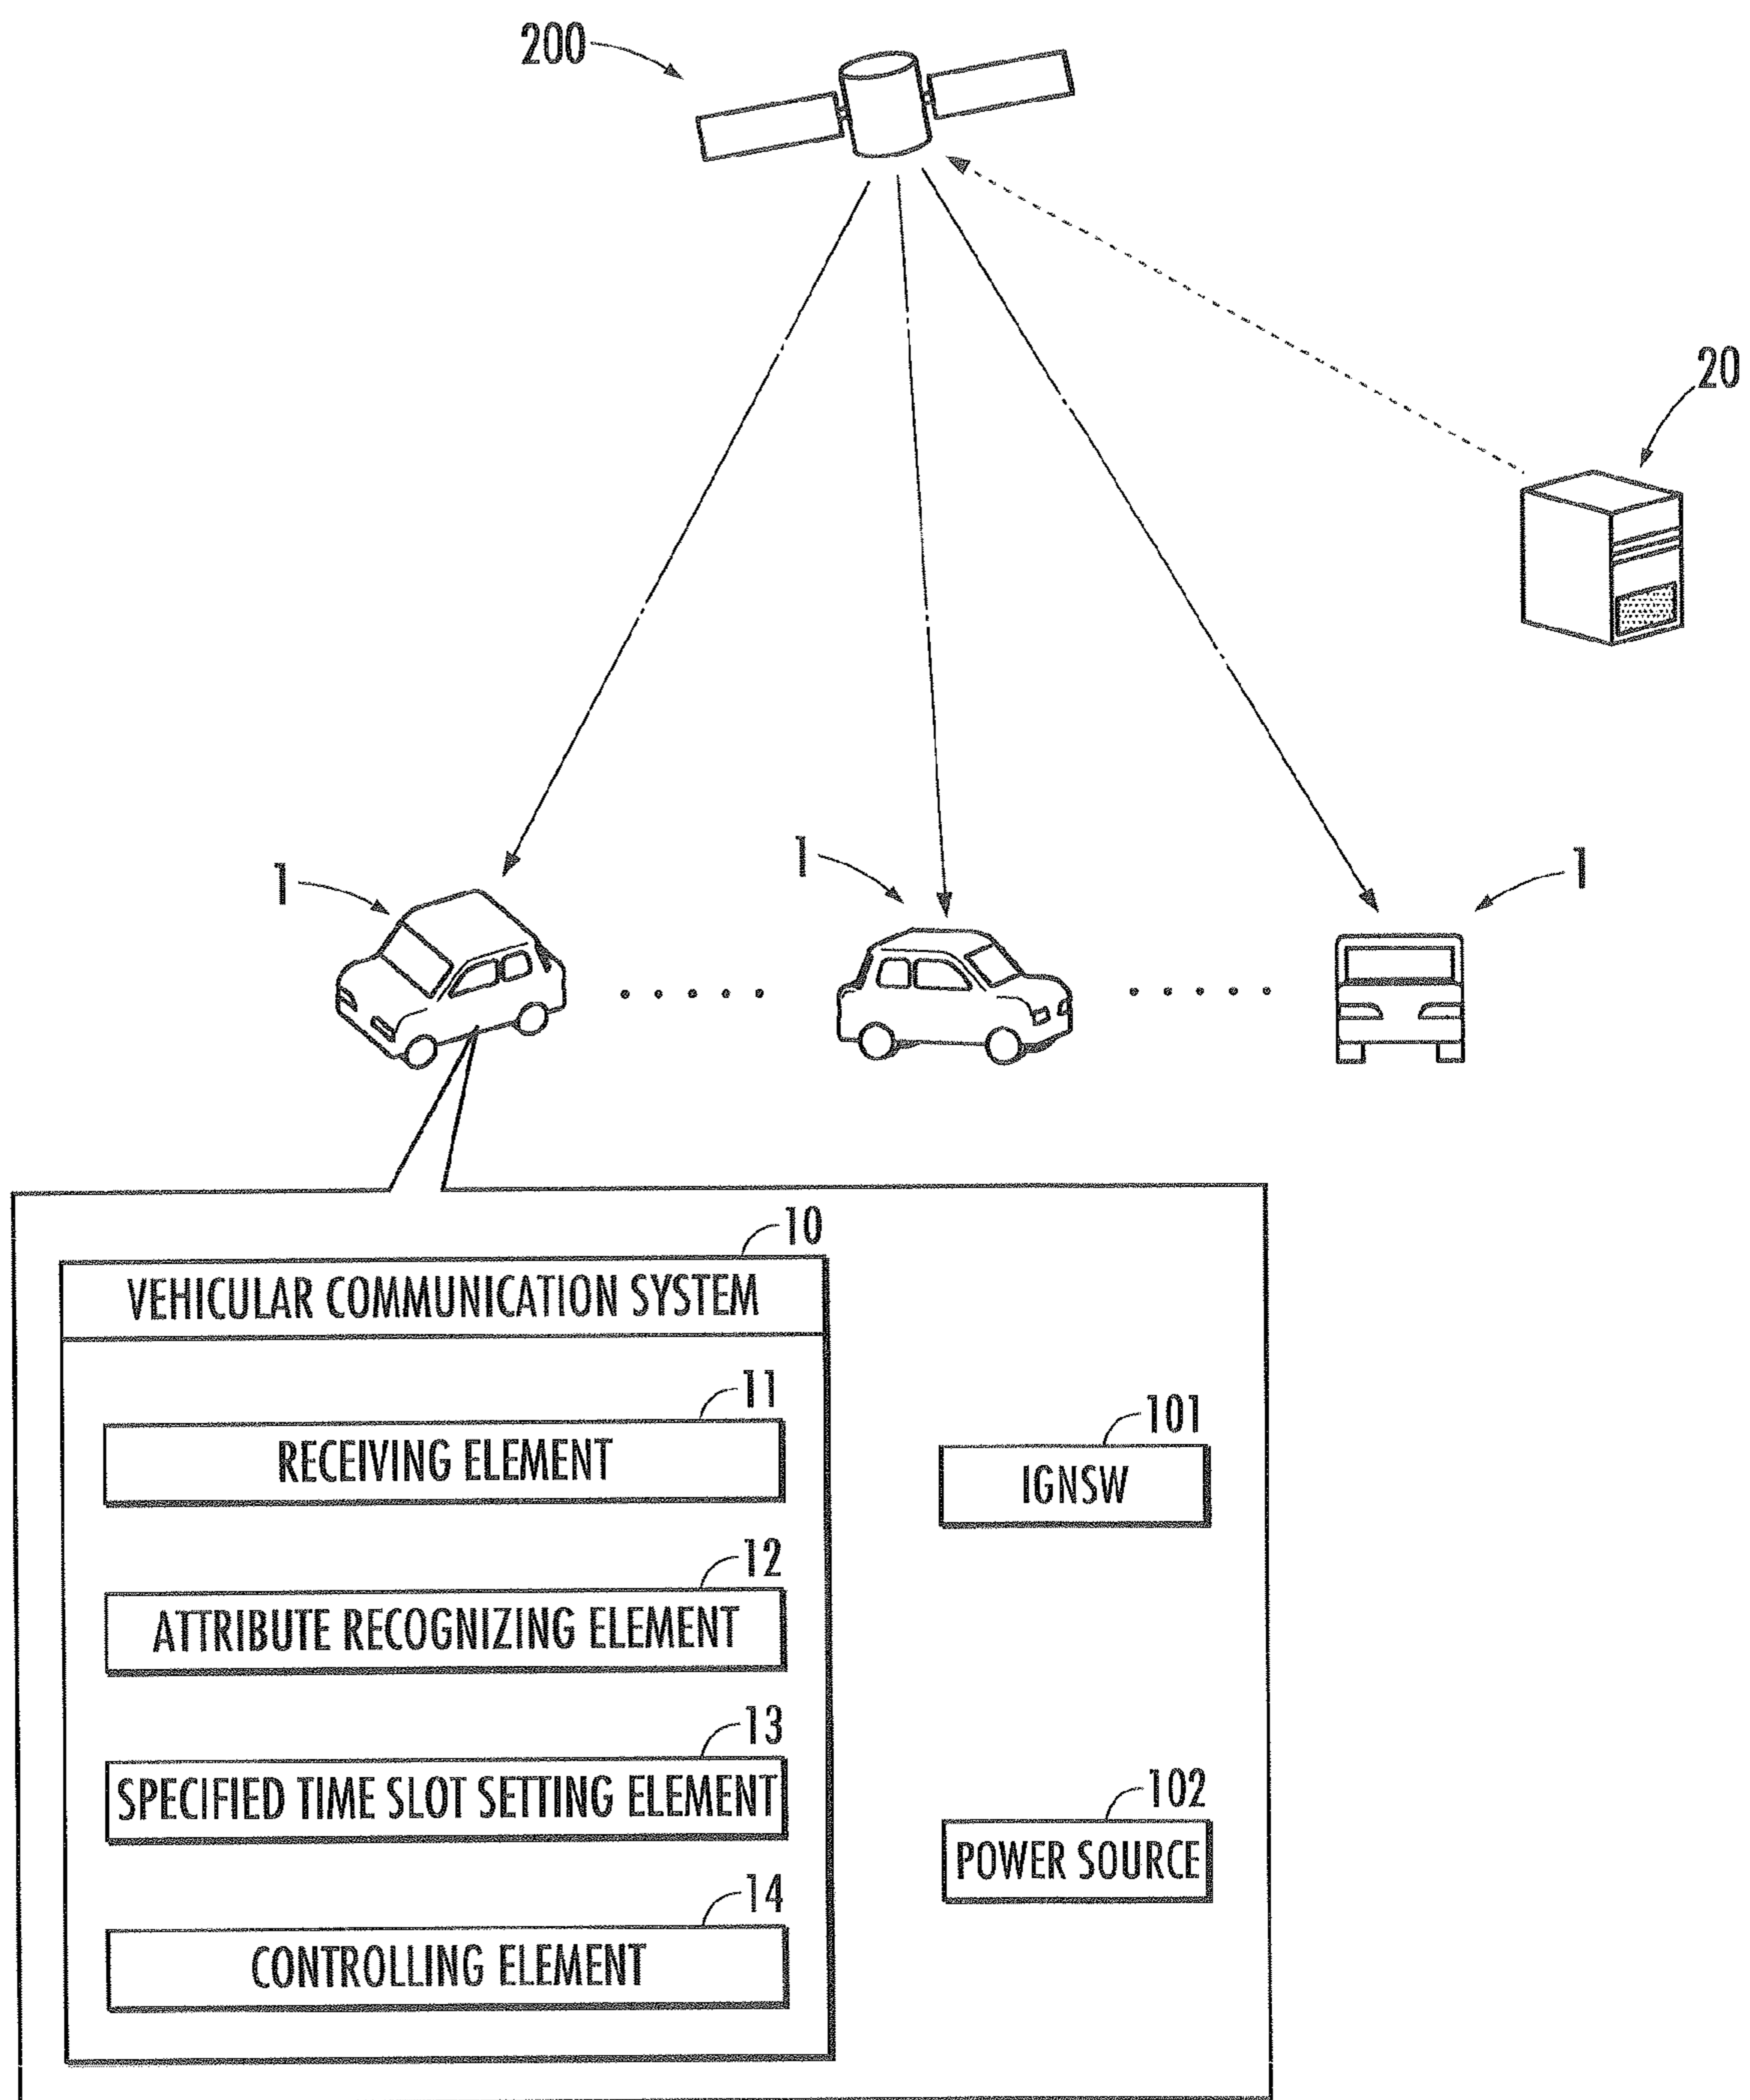 200
20
1
1
1
10
VEHICULAR COMMUNICATION SYSTEM
11
RECEIVING ELEMENT
101
IGNSW
12
ATTRIBUTE RECOGNIZING ELEMENT
13
SPECIFIED TIME SLOT SETTING ELEMENT
102
POWER SOURCE
14
CONTROLLING ELEMENT